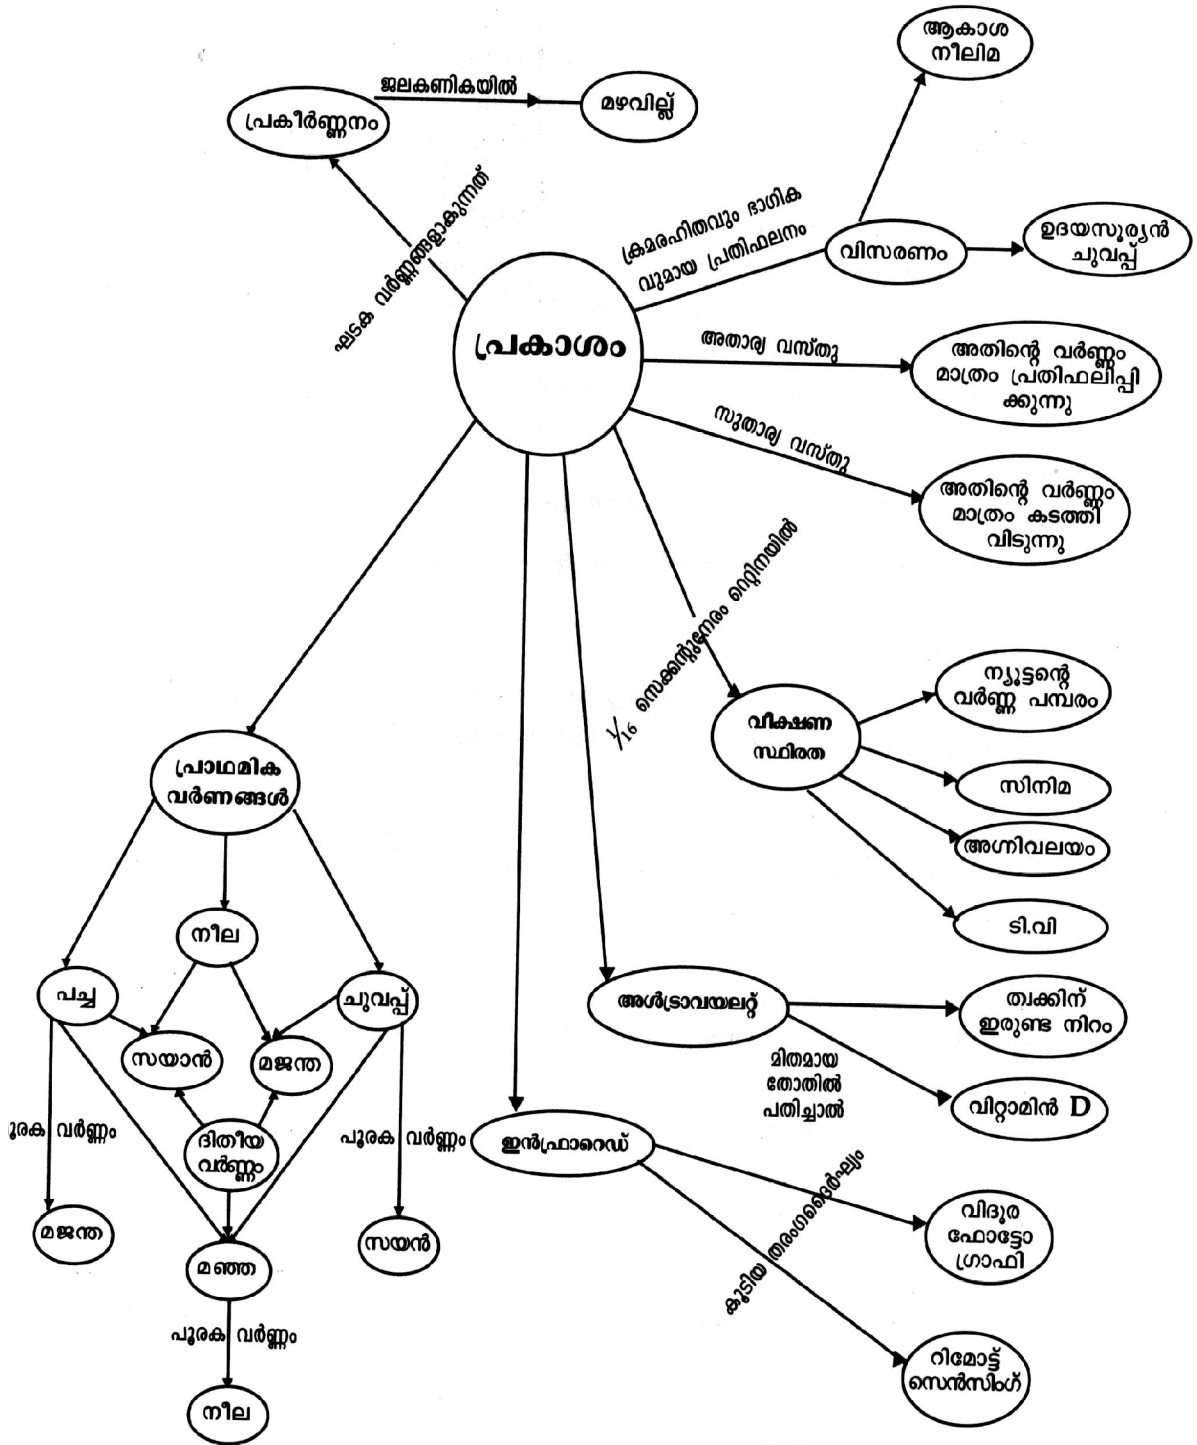 ആകാശ
നീലിമ
ജലകണികയിൽ
മഴവില്ല്
പ്രകീർണ്ണനം
ഘടക വർണ്ണങ്ങളാകുന്നത്
ക്രമരഹിതവും ഭാഗിക
വുമായ പ്രതിഫലനം
വിസരണം
ഉദയസൂര്യൻ
ചുവപ്പ്
പ്രകാശം
അതാര്യ വസ്തു
അതിന്റെ വർണ്ണം
മാത്രം പ്രതിഫലിപ്പി
ക്കുന്നു
സുതാര്യ വസ്തു
അതിന്റെ വർണ്ണം
മാത്രം കടത്തി
വിടുന്നു
1/16 സെക്കന്റുനേരം റെറ്റിനയിൽ
വീക്ഷണ
സ്ഥിരത
ന്യൂട്ടന്റെ
വർണ്ണ പമ്പരം
സിനിമ
അഗ്നിവലയം
ടി.വി
പ്രാഥമിക
വർണങ്ങൾ
നീല
പച്ച
ചുവപ്പ്
സയാൻ
മജന്ത
ദിതീയ
വർണ്ണം
പൂരക വർണ്ണം
മജന്ത
പൂരക വർണ്ണം
സയൻ
മഞ്ഞ
പൂരക വർണ്ണം
നീല
അൾട്രാവയലറ്റ്
ത്വക്കിന്
ഇരുണ്ട നിറം
മിതമായ
തോതിൽ
പതിച്ചാൽ
വിറ്റാമിൻ D
ഇൻഫ്രാറെഡ്
കൂടിയ തരംഗദൈർഘ്യം
വിദൂര
ഫോട്ടോ
ഗ്രാഫി
റിമോട്ട്
സെൻസിംഗ്